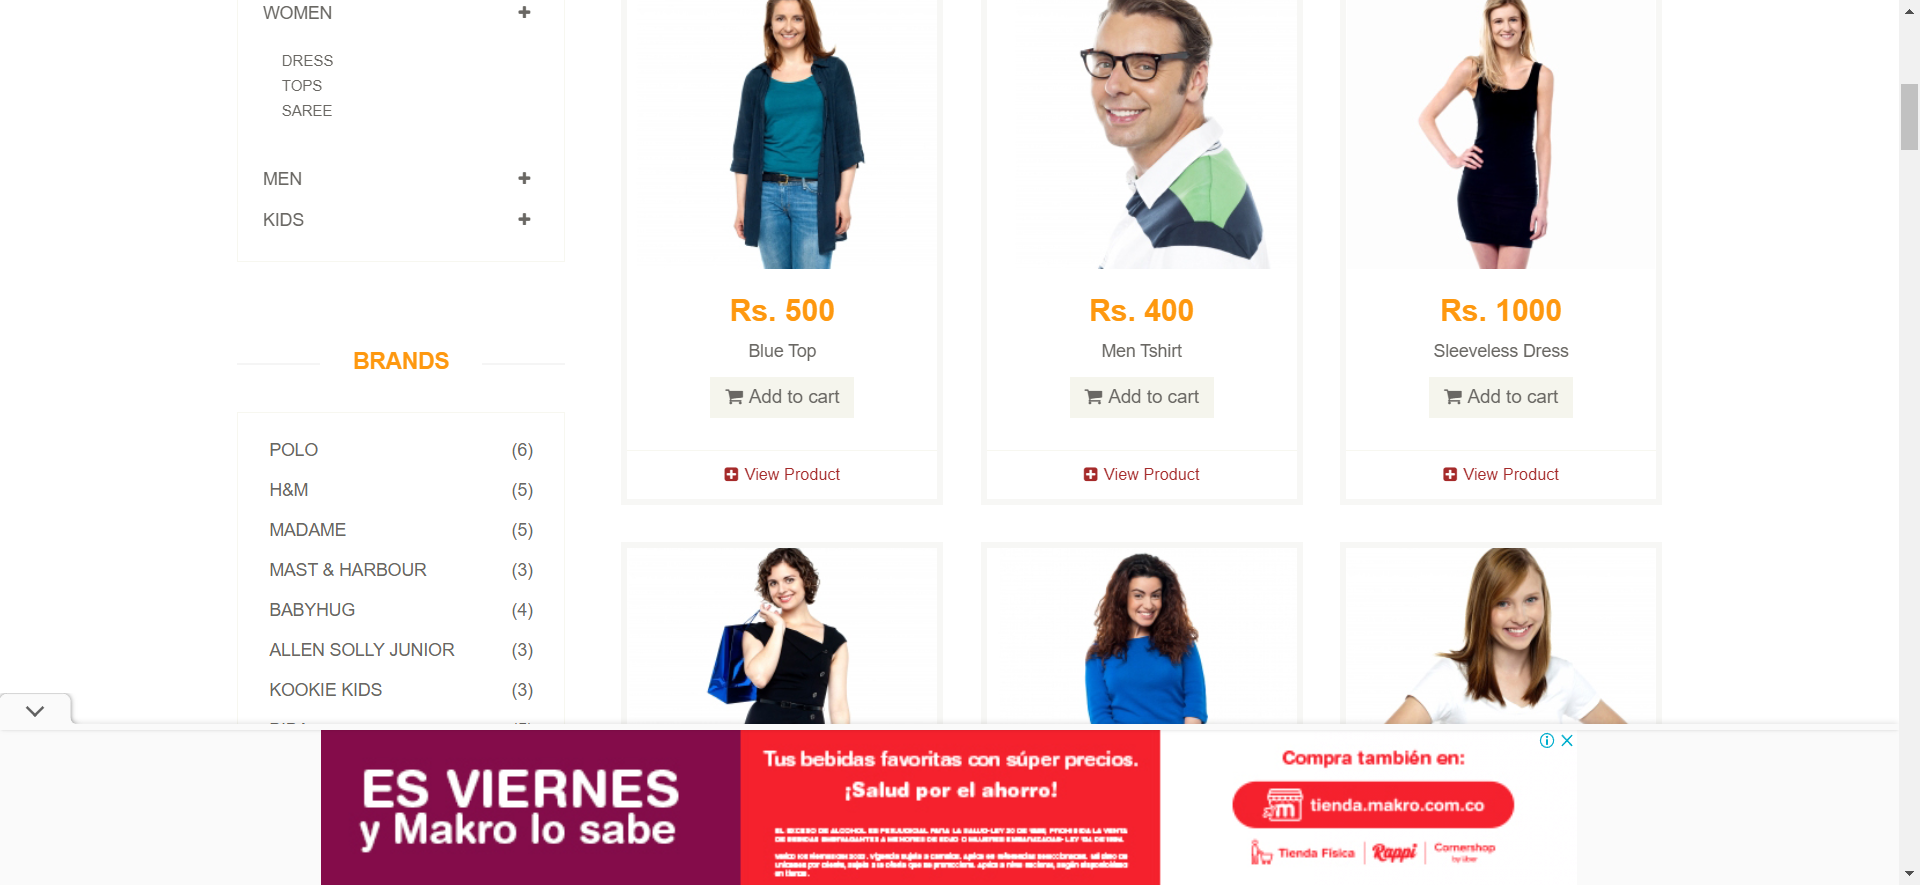 WOMEN
DRESS
TOPS
SAREE
MEN
KIDS
BRANDS
POLO (6)
H&M (5)
MADAME (5)
MAST & HARBOUR (3)
BABYHUG (4)
ALLEN SOLLY JUNIOR (3)
KOOKIE KIDS (3)
Rs. 500
Blue Top
Add to cart
View Product
Rs. 400
Men Tshirt
Add to cart
View Product
Rs. 1000
Sleeveless Dress
Add to cart
View Product
ES VIERNES
y Makro lo sabe
Tus bebidas favoritas con súper precios.
¡Salud por el ahorro!
Compra también en:
m tienda.makro.com.co
Tienda Física | Rappi | Cornershop
by Uber